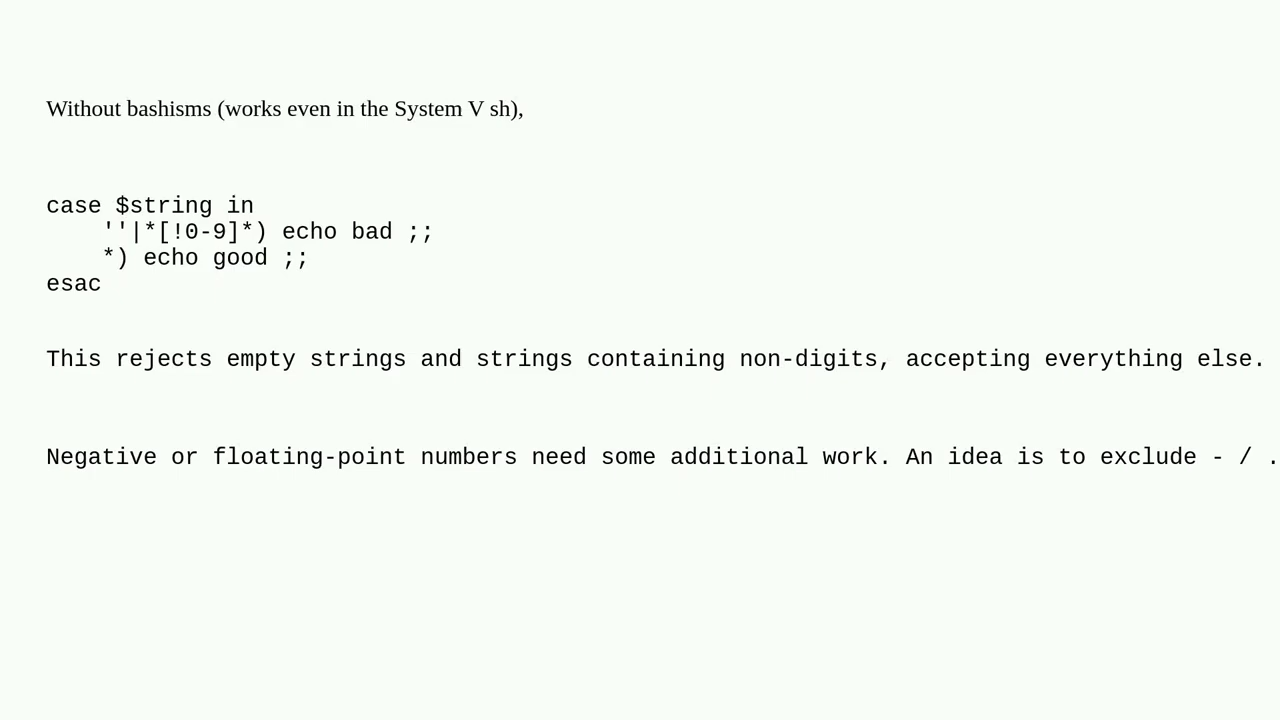 Without bashisms (works even in the System V sh),
case $string in
    ''|*[!0-9]*) echo bad ;;
    *) echo good ;;
esac
This rejects empty strings and strings containing non-digits, accepting everything else.
Negative or floating-point numbers need some additional work. An idea is to exclude - / .